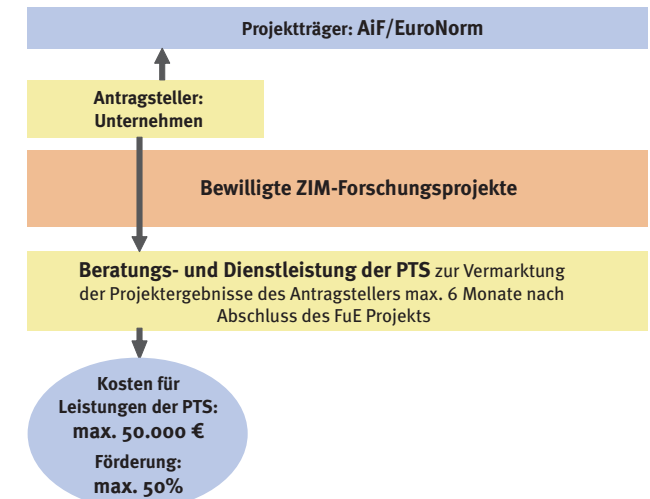 Projektträger: AiF/EuroNorm
Antragsteller:
Unternehmen
Bewilligte ZIM-Forschungsprojekte
Beratungs- und Dienstleistung der PTS zur Vermarktung
der Projektergebnisse des Antragstellers max. 6 Monate nach
Abschluss des FuE Projekts
Kosten für
Leistungen der PTS:
max. 50.000 €
Förderung:
max. 50%